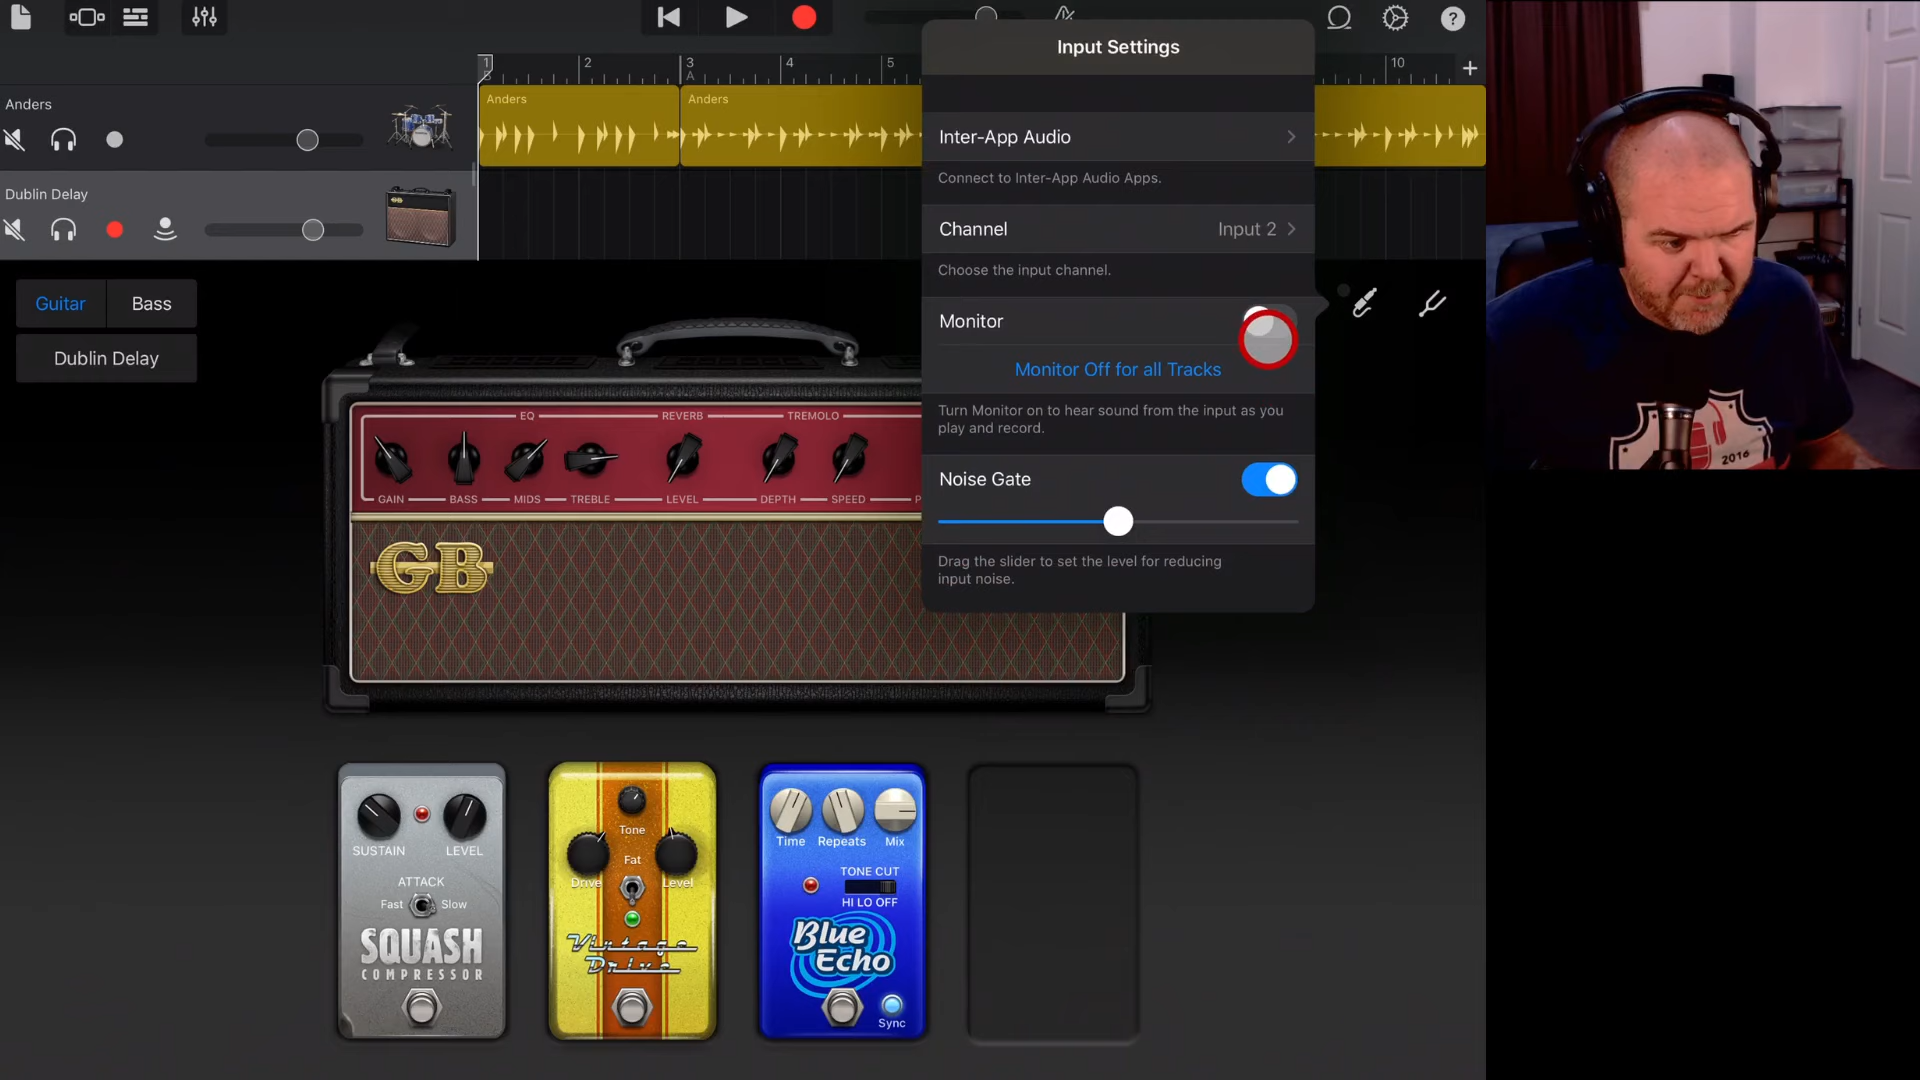 Input Settings
1
2
3
4
5
10
B
A
Anders
Anders
Anders
Inter-App Audio
Connect to Inter-App Audio Apps.
Dublin Delay
Channel
Input 2
Choose the input channel.
Guitar
Bass
Dublin Delay
Monitor
Monitor Off for all Tracks
Turn Monitor on to hear sound from the input as you
play and record.
Noise Gate
Drag the slider to set the level for reducing
input noise.
EQ
REVERB
TREMOLO
GAIN
BASS
MIDS
TREBLE
LEVEL
DEPTH
SPEED
GB
2016
SUSTAIN
LEVEL
ATTACK
Fast
Slow
SQUASH
COMPRESSOR
Tone
Fat
Drive
Level
Vintage
Drive
Time
Repeats
Mix
TONE CUT
HI LO OFF
Blue
Echo
Sync